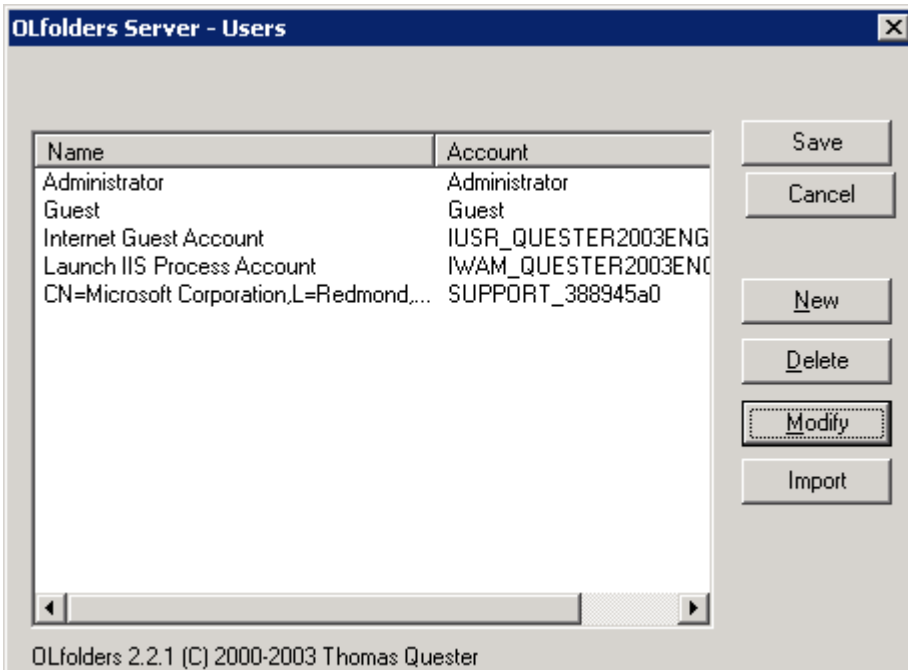 OLfolders Server - Users
Name Account
Administrator Administrator
Guest Guest
Internet Guest Account IUSR_QUESTER2003ENG
Launch IIS Process Account IWAM_QUESTER2003EN
CN=Microsoft Corporation,L=Redmond,... SUPPORT_388945a0
Save
Cancel
New
Delete
Modify
Import
OLfolders 2.2.1 (C) 2000-2003 Thomas Quester